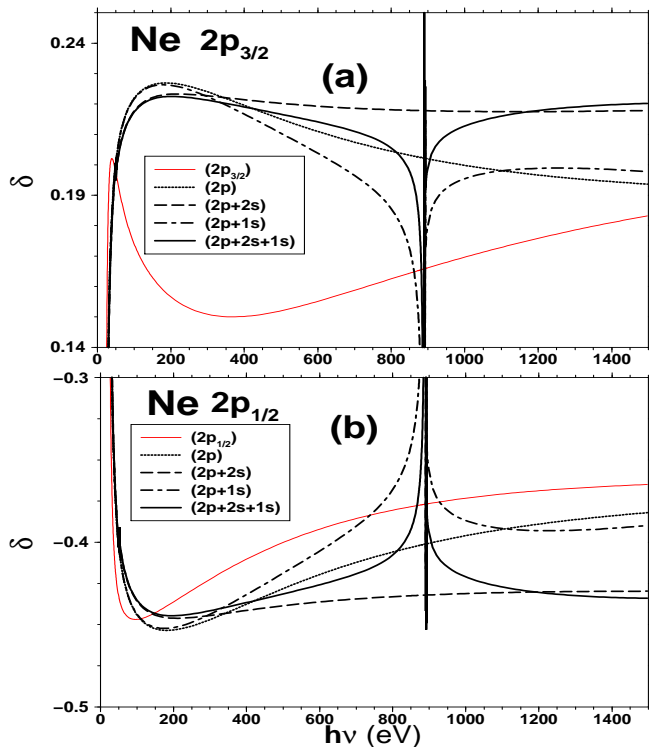 Ne 2p3/2
(a)
0.24
0.19
0.14
δ
(2p3/2)
(2p)
(2p+2s)
(2p+1s)
(2p+2s+1s)
0 200 400 600 800 1000 1200 1400
Ne 2p1/2
(b)
−0.3
−0.4
−0.5
δ
(2p1/2)
(2p)
(2p+2s)
(2p+1s)
(2p+2s+1s)
0 200 400 600 800 1000 1200 1400
hν (eV)